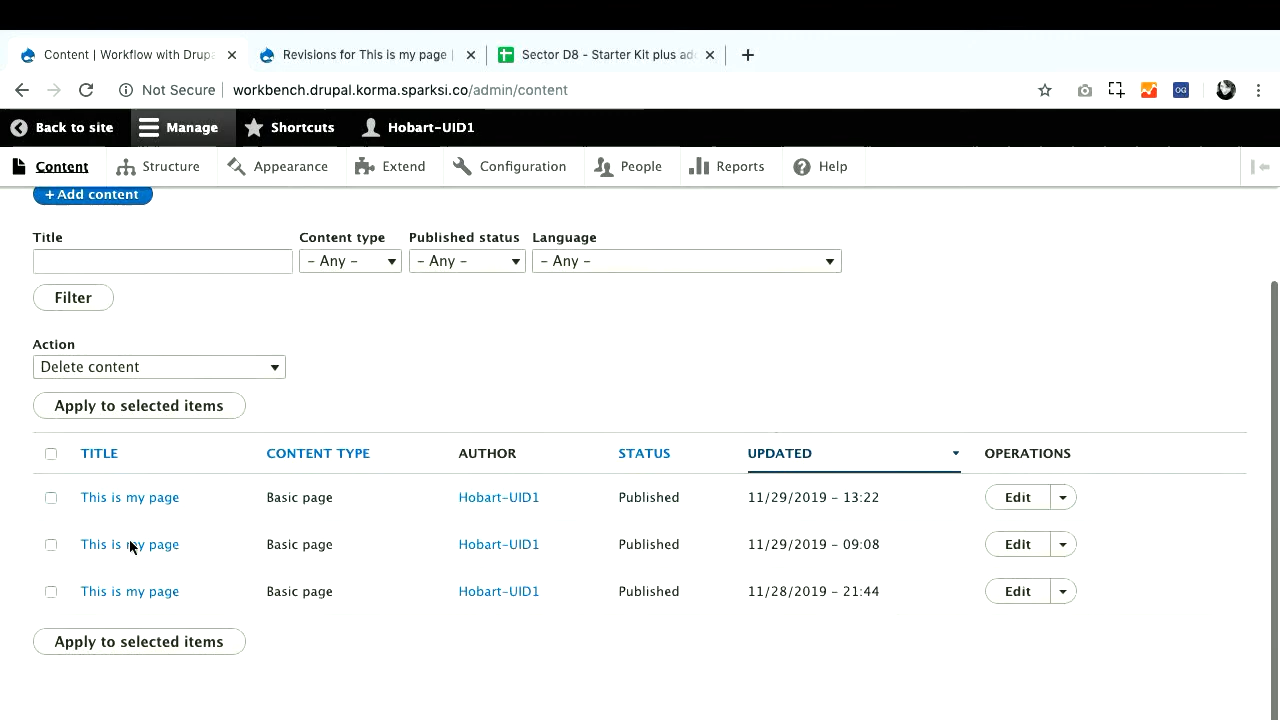 Content | Workflow with Drupa
Revisions for This is my page |
Sector D8 - Starter Kit plus ad
Not Secure | workbench.drupal.korma.sparksi.co/admin/content
OG
Back to site Manage Shortcuts Hobart-UID1
Content Structure Appearance Extend Configuration People Reports Help
+ Add content
Title Content type Published status Language
- Any - - Any - - Any -
Filter
Action
Delete content
Apply to selected items
TITLE CONTENT TYPE AUTHOR STATUS UPDATED OPERATIONS
This is my page Basic page Hobart-UID1 Published 11/29/2019 - 13:22 Edit
This is my page Basic page Hobart-UID1 Published 11/29/2019 - 09:08 Edit
This is my page Basic page Hobart-UID1 Published 11/28/2019 - 21:44 Edit
Apply to selected items